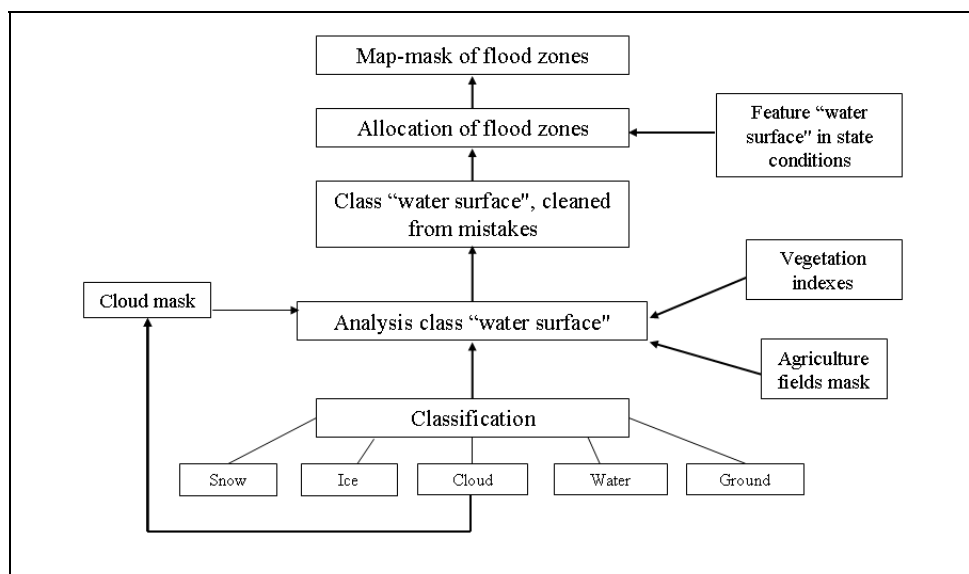 Map-mask of flood zones
Allocation of flood zones
Feature “water
surface" in state
conditions
Class “water surface", cleaned
from mistakes
Vegetation
indexes
Cloud mask
Analysis class “water surface"
Agriculture
fields mask
Classification
Snow
Ice
Cloud
Water
Ground